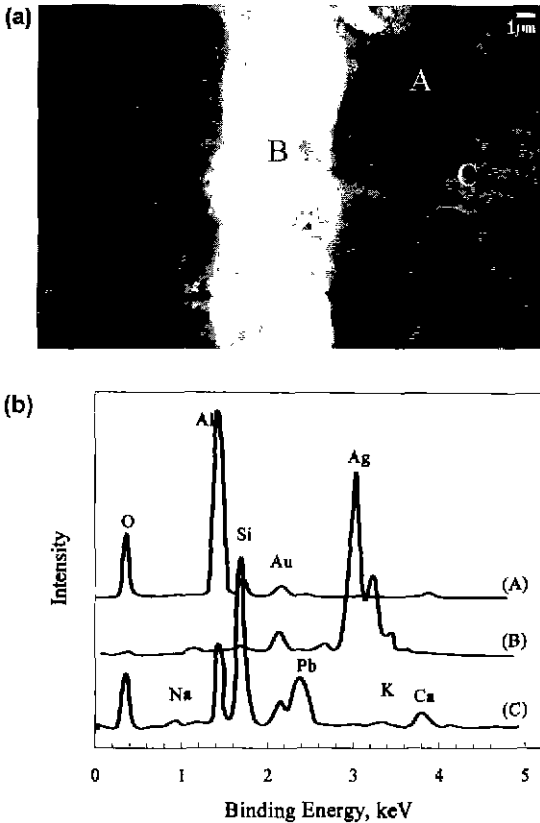 (a)
1μm
A
B
C
(b)
Al
Ag
O
Si
Au
(A)
Intensity
(B)
Na
Pb
K
Ca
(C)
0 1 2 3 4 5
Binding Energy, keV